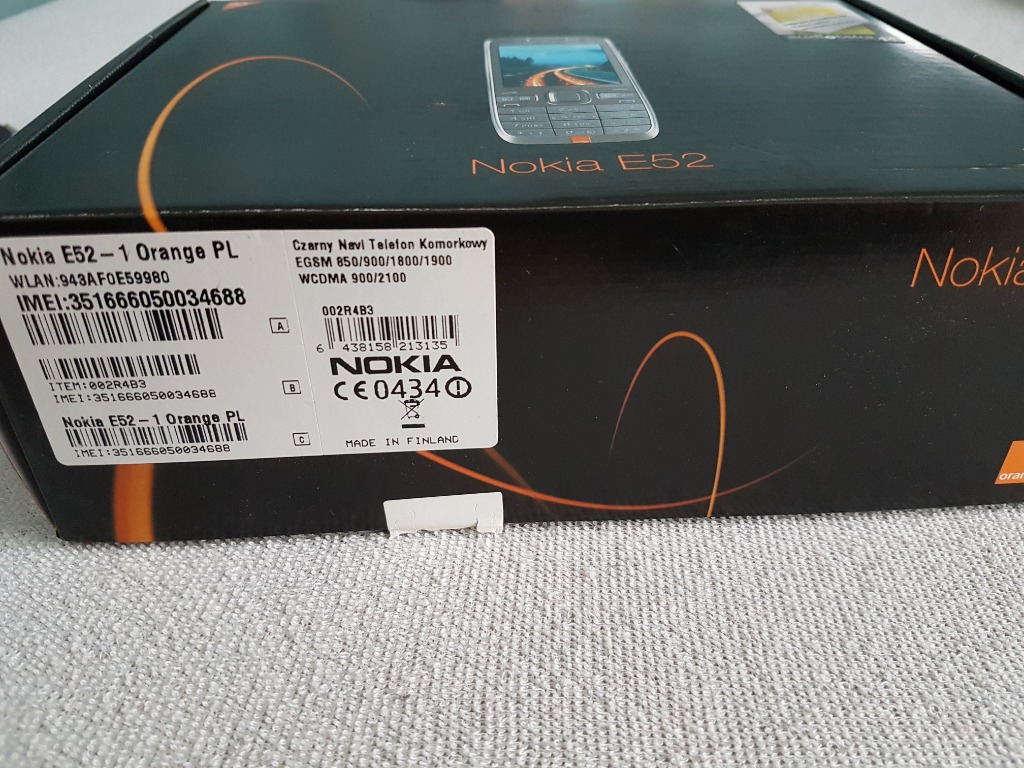 Nokia E52
Nokia E52-1 Orange PL
WLAN:943AF0E59980
IMEI:351666050034688
A
ITEM:002R4B3
IMEI:351666050034688
B
Nokia E52-1 Orange PL
IMEI:351666050034688
C
Czarny Navi Telefon Komorkowy
EGSM 850/900/1800/1900
WCDMA 900/2100
002R4B3
6 438158 213135
NOKIA
CE0434
MADE IN FINLAND
Nokia